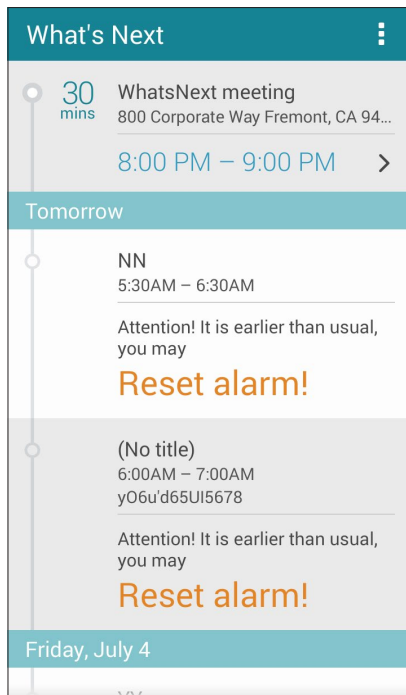 What's Next
30
mins
WhatsNext meeting
800 Corporate Way Fremont, CA 94...
8:00 PM – 9:00 PM
Tomorrow
NN
5:30AM – 6:30AM
Attention! It is earlier than usual,
you may
Reset alarm!
(No title)
6:00AM – 7:00AM
yO6u'd65UI5678
Attention! It is earlier than usual,
you may
Reset alarm!
Friday, July 4